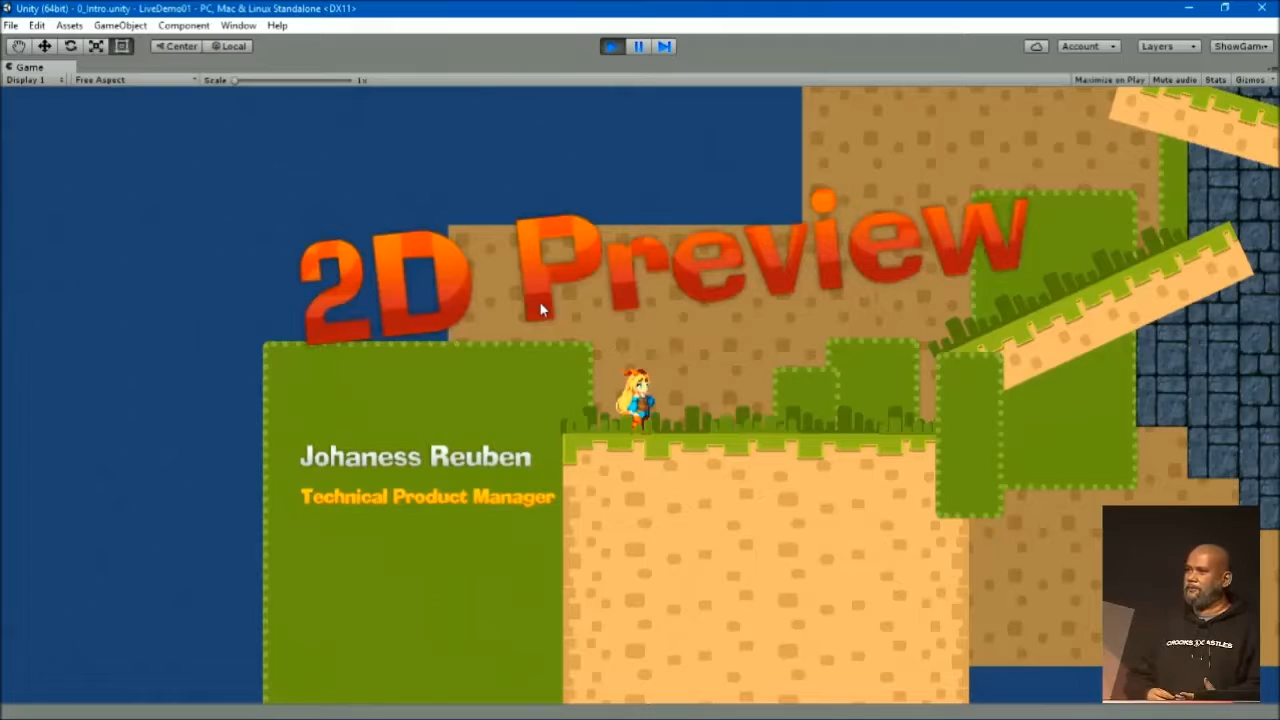 Unity (64bit) - 0_Intro.unity - LiveDemo01 - PC, Mac & Linux Standalone <DX11>
File Edit Assets GameObject Component Window Help
Center Local Account Layers ShowGam
Game
Display 1 Free Aspect Scale 1x Maximize on Play Mute audio Stats Gizmos
2D Preview
Johaness Reuben
Technical Product Manager
CROOKS & CASTLES